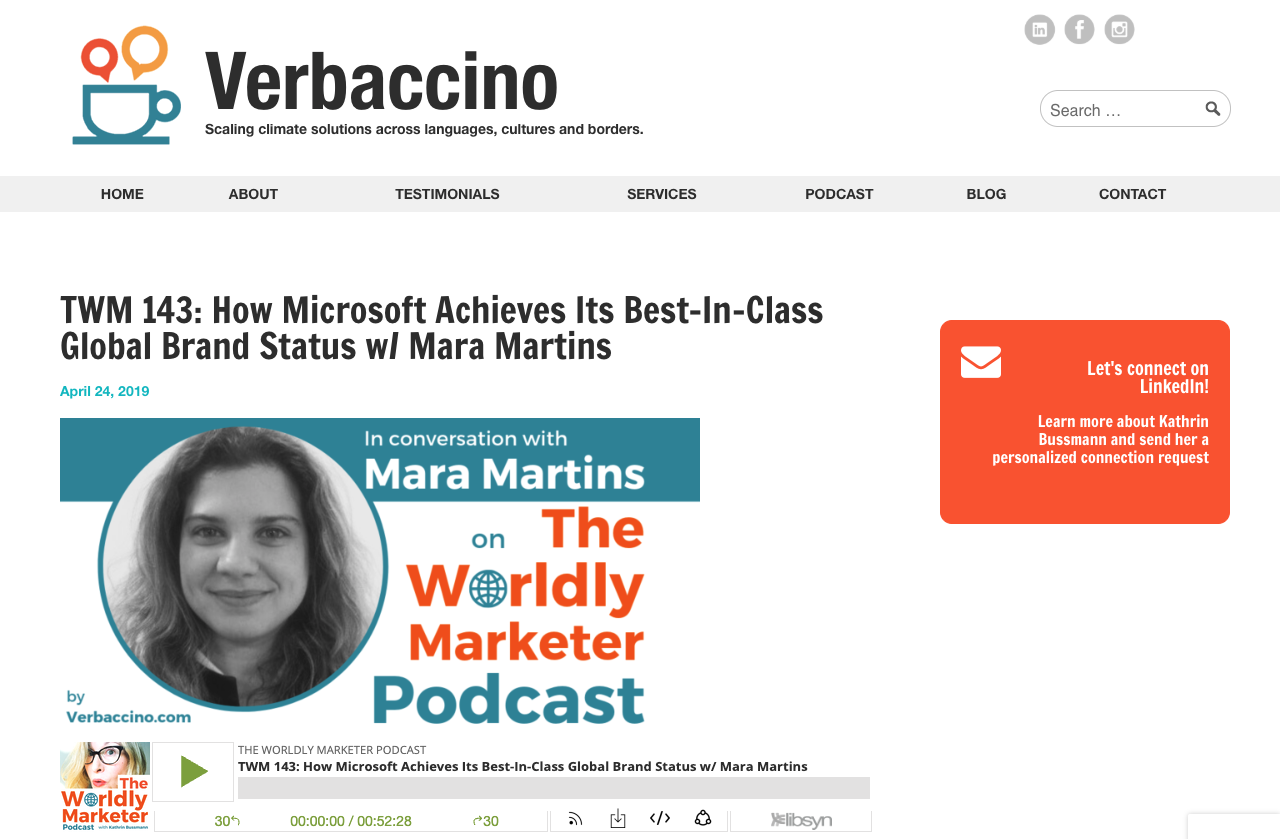 Verbaccino
Scaling climate solutions across languages, cultures and borders.
Search …
HOME ABOUT TESTIMONIALS SERVICES PODCAST BLOG CONTACT
TWM 143: How Microsoft Achieves Its Best-In-Class
Global Brand Status w/ Mara Martins
April 24, 2019
In conversation with
Mara Martins
on The
Worldly
Marketer
Podcast
by
Verbaccino.com
Let's connect on
LinkedIn!
Learn more about Kathrin
Bussmann and send her a
personalized connection request
The
Worldly
Marketer
Podcast with Kathrin Bussmann
THE WORLDLY MARKETER PODCAST
TWM 143: How Microsoft Achieves Its Best-In-Class Global Brand Status w/ Mara Martins
30 00:00:00 / 00:52:28 30
libsyn